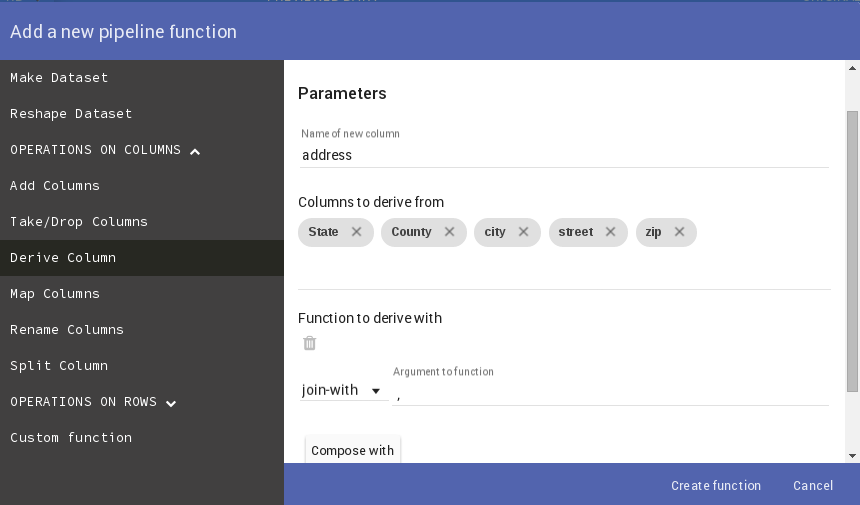 Add a new pipeline function
Make Dataset
Reshape Dataset
OPERATIONS ON COLUMNS
Add Columns
Take/Drop Columns
Derive Column
Map Columns
Rename Columns
Split Column
OPERATIONS ON ROWS
Custom function
Parameters
Name of new column
address
Columns to derive from
State County city street zip
Function to derive with
Argument to function
join-with ,
Compose with
Create function Cancel